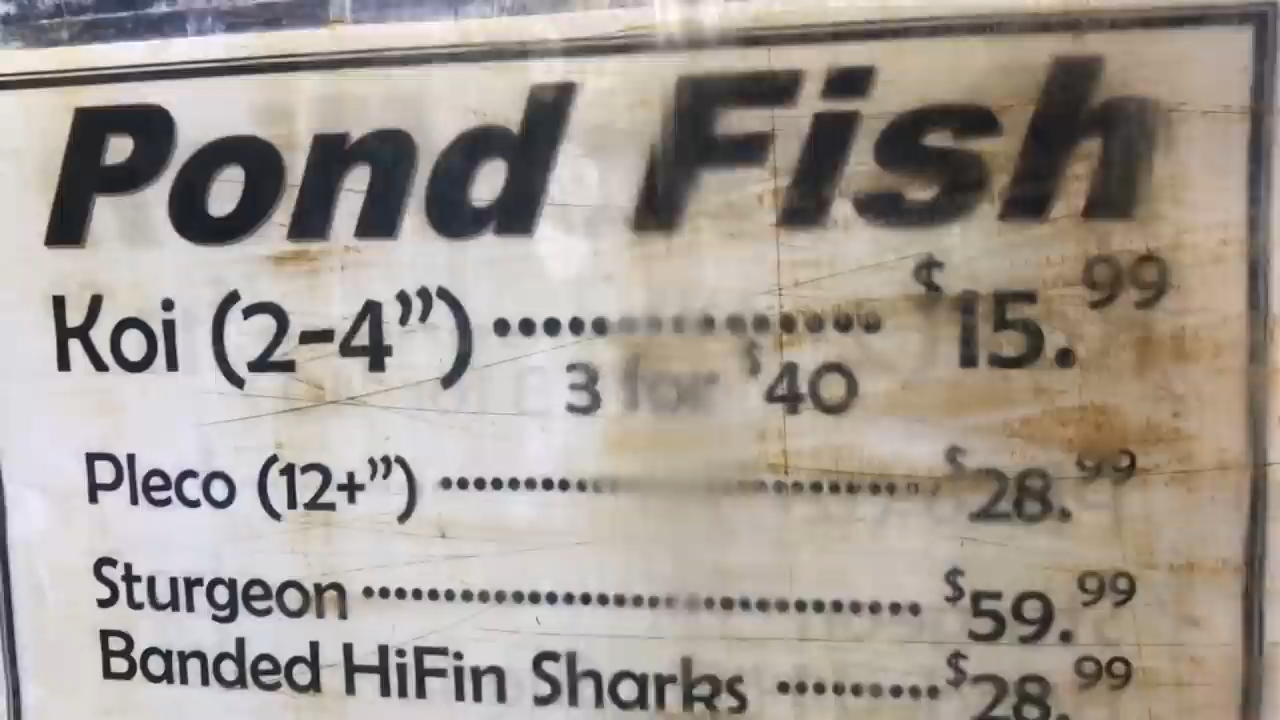 Pond Fish
Koi (2-4”) .................... $15.99
3 for $40
Pleco (12+”) .............................. $28.99
Sturgeon ........................................ $59.99
Banded HiFin Sharks ........... $28.99